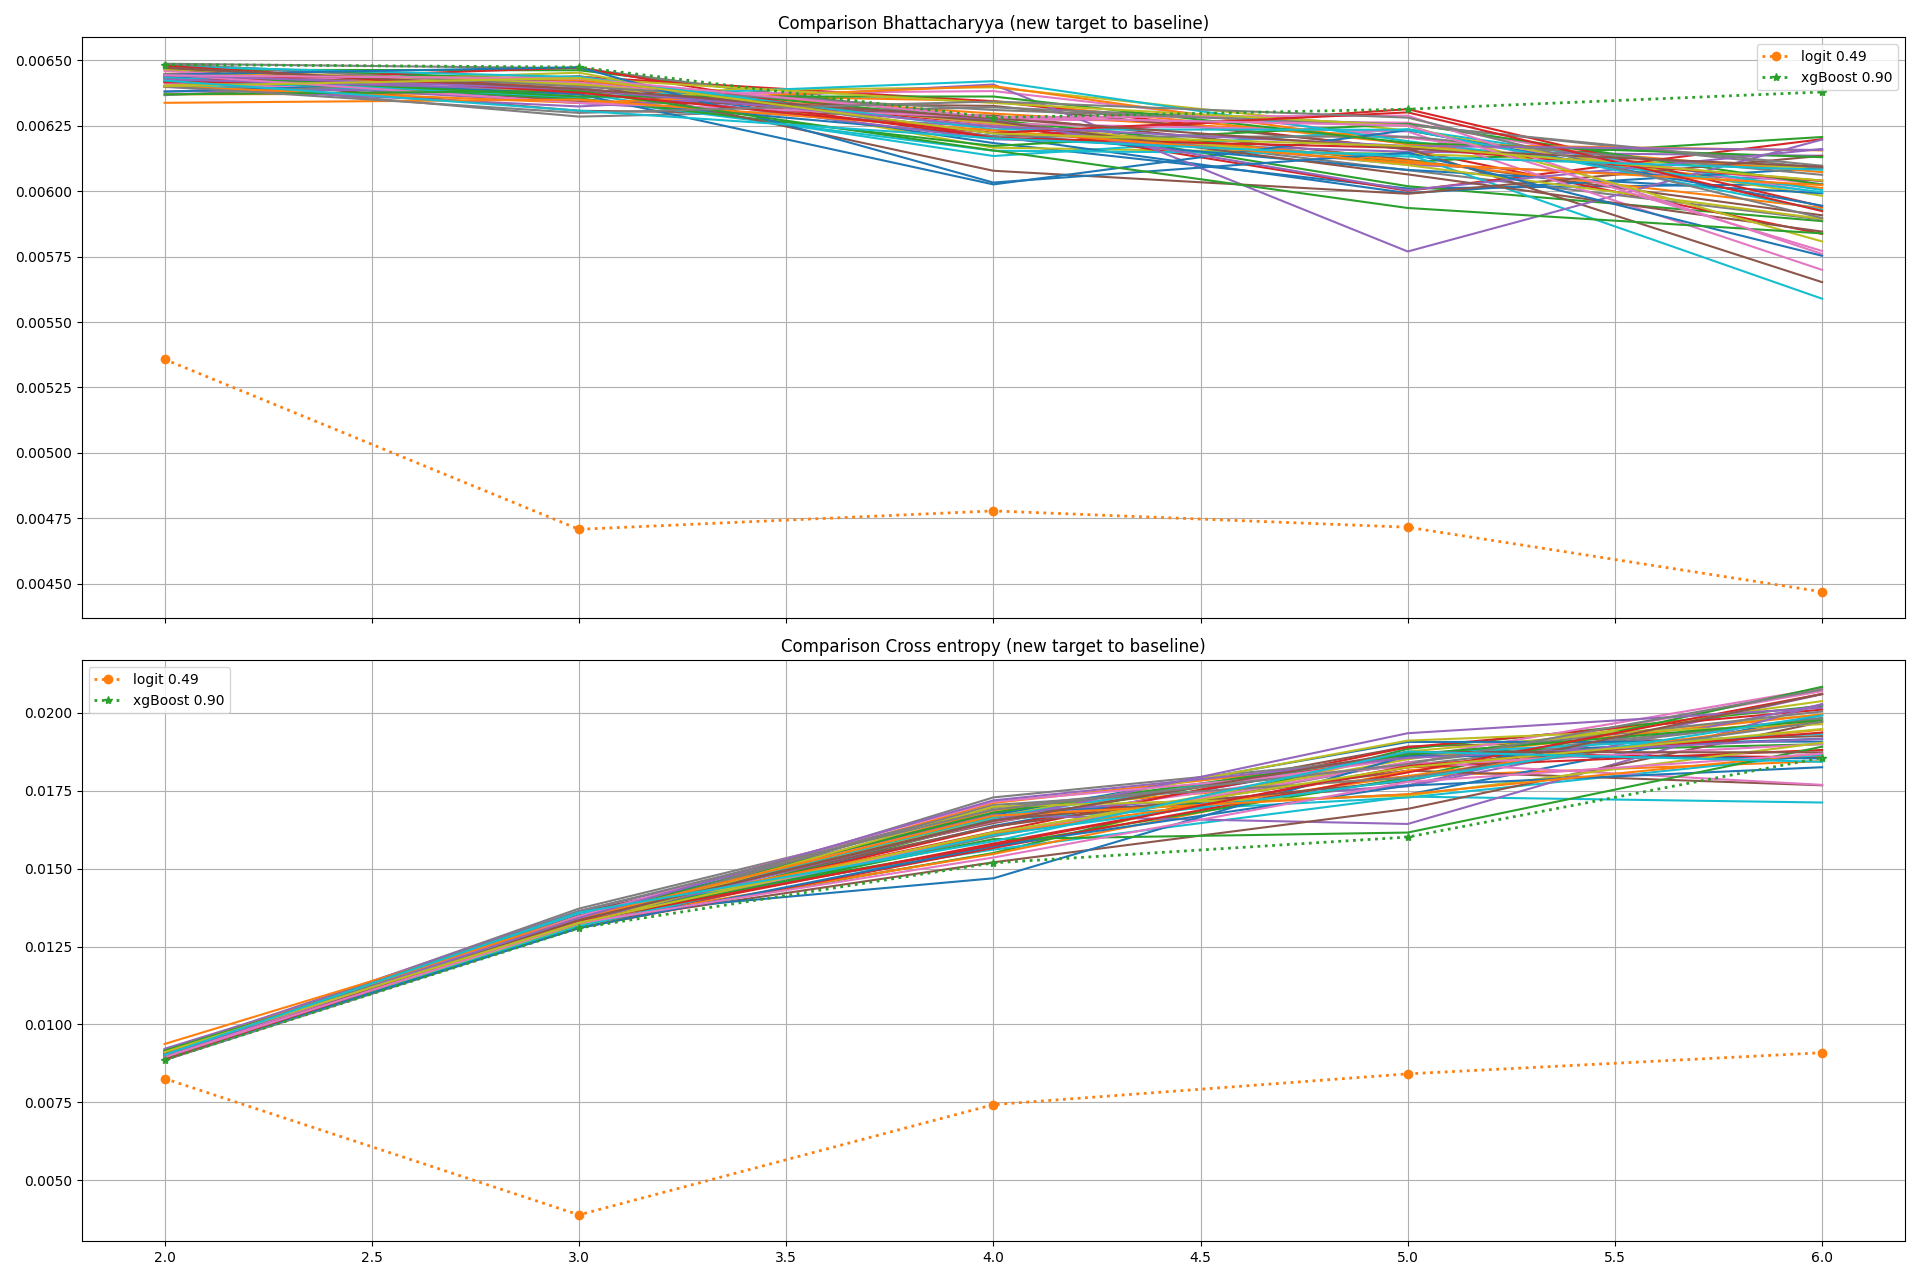 Comparison Bhattacharyya (new target to baseline)
0.00650
0.00625
0.00600
0.00575
0.00550
0.00525
0.00500
0.00475
0.00450
logit 0.49
xgBoost 0.90
Comparison Cross entropy (new target to baseline)
logit 0.49
xgBoost 0.90
0.0200
0.0175
0.0150
0.0125
0.0100
0.0075
0.0050
2.0 2.5 3.0 3.5 4.0 4.5 5.0 5.5 6.0